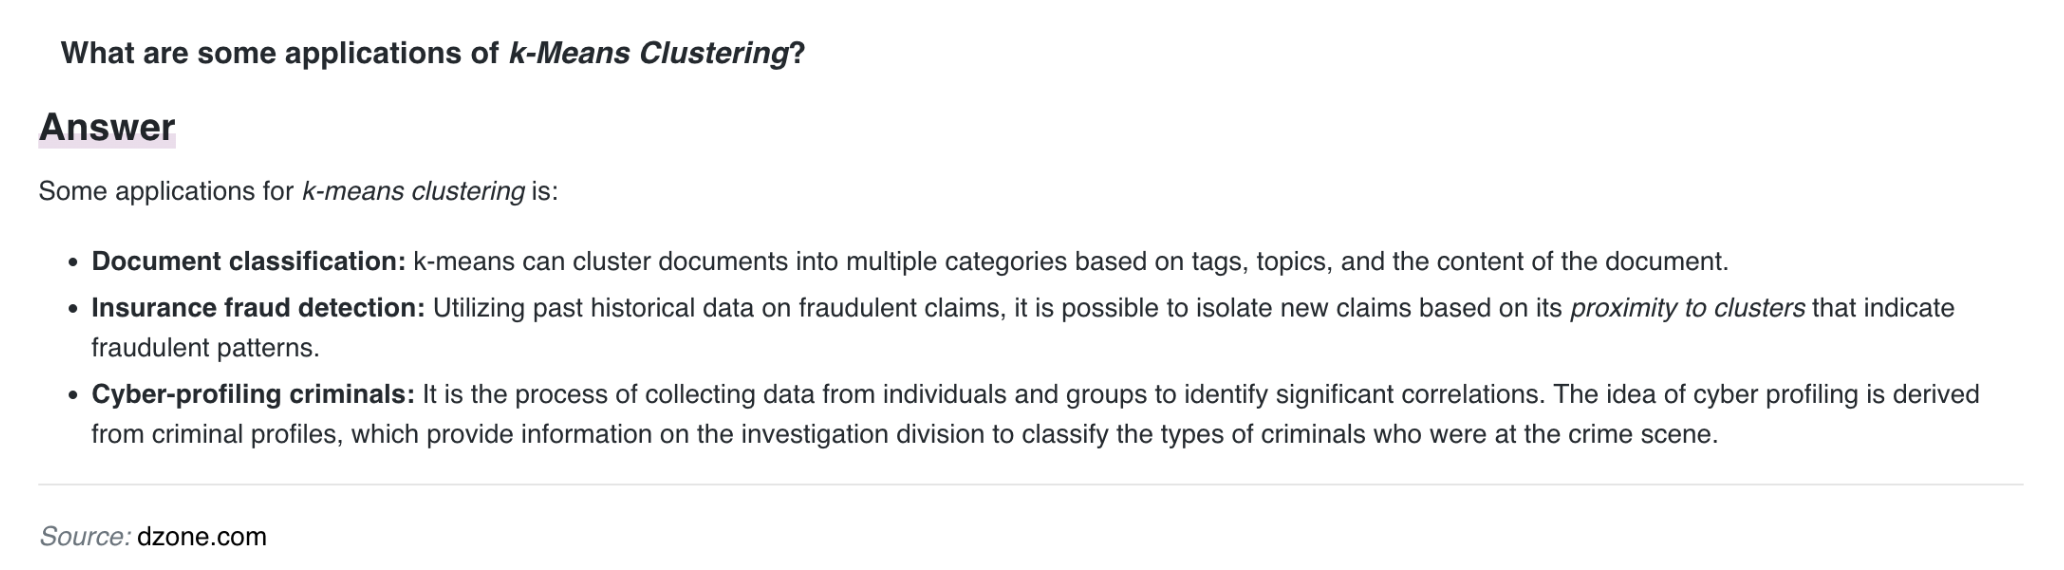 What are some applications of k-Means Clustering?
Answer
Some applications for k-means clustering is:
• Document classification: k-means can cluster documents into multiple categories based on tags, topics, and the content of the document.
• Insurance fraud detection: Utilizing past historical data on fraudulent claims, it is possible to isolate new claims based on its proximity to clusters that indicate
fraudulent patterns.
• Cyber-profiling criminals: It is the process of collecting data from individuals and groups to identify significant correlations. The idea of cyber profiling is derived
from criminal profiles, which provide information on the investigation division to classify the types of criminals who were at the crime scene.
Source: dzone.com